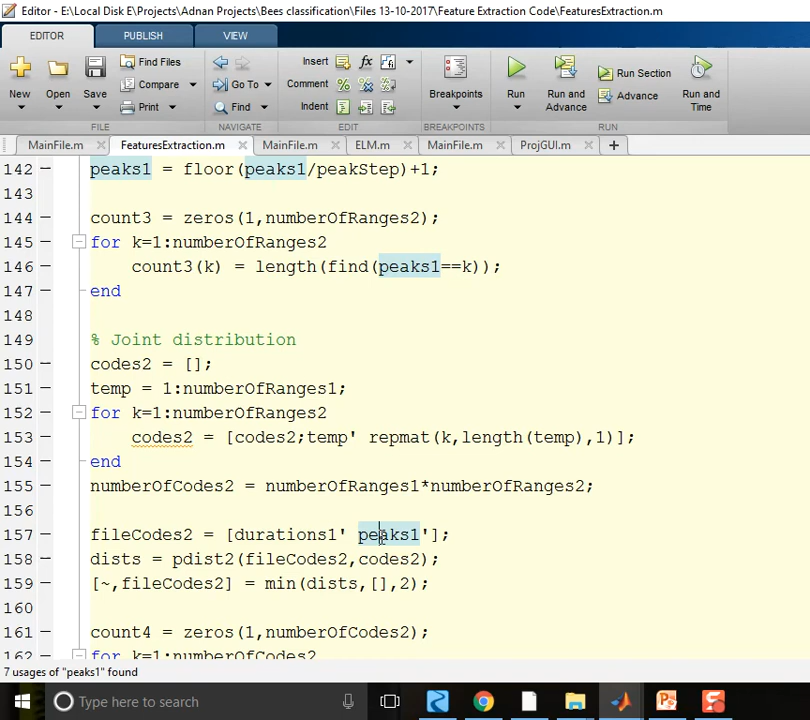 Editor - E:\Local Disk E\Projects\Adnan Projects\Bees classification\Files 13-10-2017\Feature Extraction Code\FeaturesExtraction.m
EDITOR PUBLISH VIEW
New Open Save Find Files Compare Print Go To Find Insert fx Comment Indent Breakpoints Run Run and Advance Run Section Advance Run and Time
FILE NAVIGATE EDIT BREAKPOINTS RUN
MainFile.m FeaturesExtraction.m MainFile.m ELM.m MainFile.m ProjGUI.m +
142 peaks1 = floor(peaks1/peakStep)+1;
143
144 count3 = zeros(1,numberOfRanges2);
145 for k=1:numberOfRanges2
146 count3(k) = length(find(peaks1==k));
147 end
148
149 % Joint distribution
150 codes2 = [];
151 temp = 1:numberOfRanges1;
152 for k=1:numberOfRanges2
153 codes2 = [codes2;temp' repmat(k,length(temp),1)];
154 end
155 numberOfCodes2 = numberOfRanges1*numberOfRanges2;
156
157 fileCodes2 = [durations1' peaks1'];
158 dists = pdist2(fileCodes2,codes2);
159 [~,fileCodes2] = min(dists,[],2);
160
161 count4 = zeros(1,numberOfCodes2);
162 for k=1:numberOfCodes2
7 usages of "peaks1" found
Type here to search